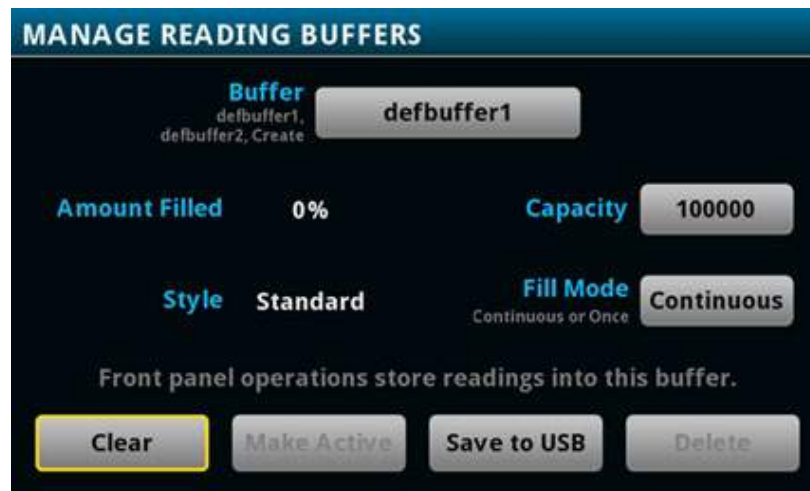 MANAGE READING BUFFERS
Buffer
defbuffer1,
defbuffer2, Create
defbuffer1
Amount Filled
0%
Capacity
100000
Style
Standard
Fill Mode
Continuous or Once
Continuous
Front panel operations store readings into this buffer.
Clear
Make Active
Save to USB
Delete